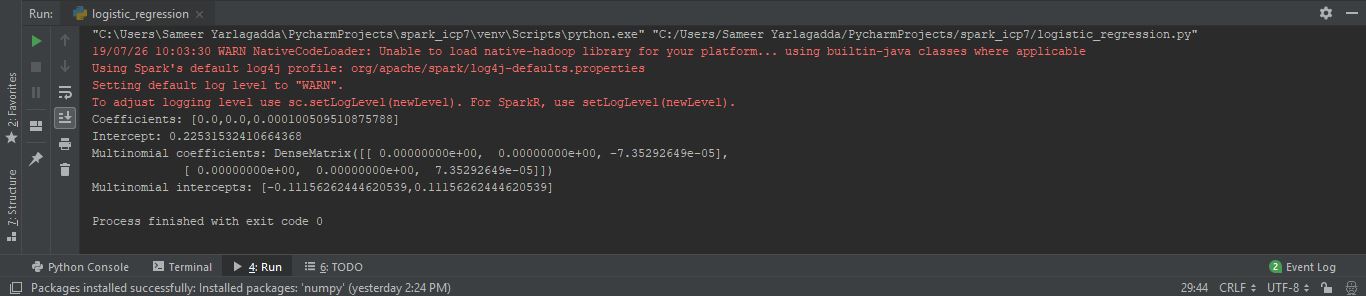 Run: logistic_regression ×
"C:\Users\Sameer Yarlagadda\PycharmProjects\spark_icp7\venv\Scripts\python.exe" "C:/Users/Sameer Yarlagadda/PycharmProjects/spark_icp7/logistic_regression.py"
19/07/26 10:03:30 WARN NativeCodeLoader: Unable to load native-hadoop library for your platform... using builtin-java classes where applicable
Using Spark's default log4j profile: org/apache/spark/log4j-defaults.properties
Setting default log level to "WARN".
To adjust logging level use sc.setLogLevel(newLevel). For SparkR, use setLogLevel(newLevel).
Coefficients: [0.0,0.0,0.000100509510875788]
Intercept: 0.22531532410664368
Multinomial coefficients: DenseMatrix([[ 0.00000000e+00,  0.00000000e+00, -7.35292649e-05],
             [ 0.00000000e+00,  0.00000000e+00,  7.35292649e-05]])
Multinomial intercepts: [-0.11156262444620539,0.11156262444620539]
Process finished with exit code 0
2: Favorites
7: Structure
Python Console Terminal 4: Run 6: TODO 2 Event Log
Packages installed successfully: Installed packages: 'numpy' (yesterday 2:24 PM) 29:44 CRLF UTF-8